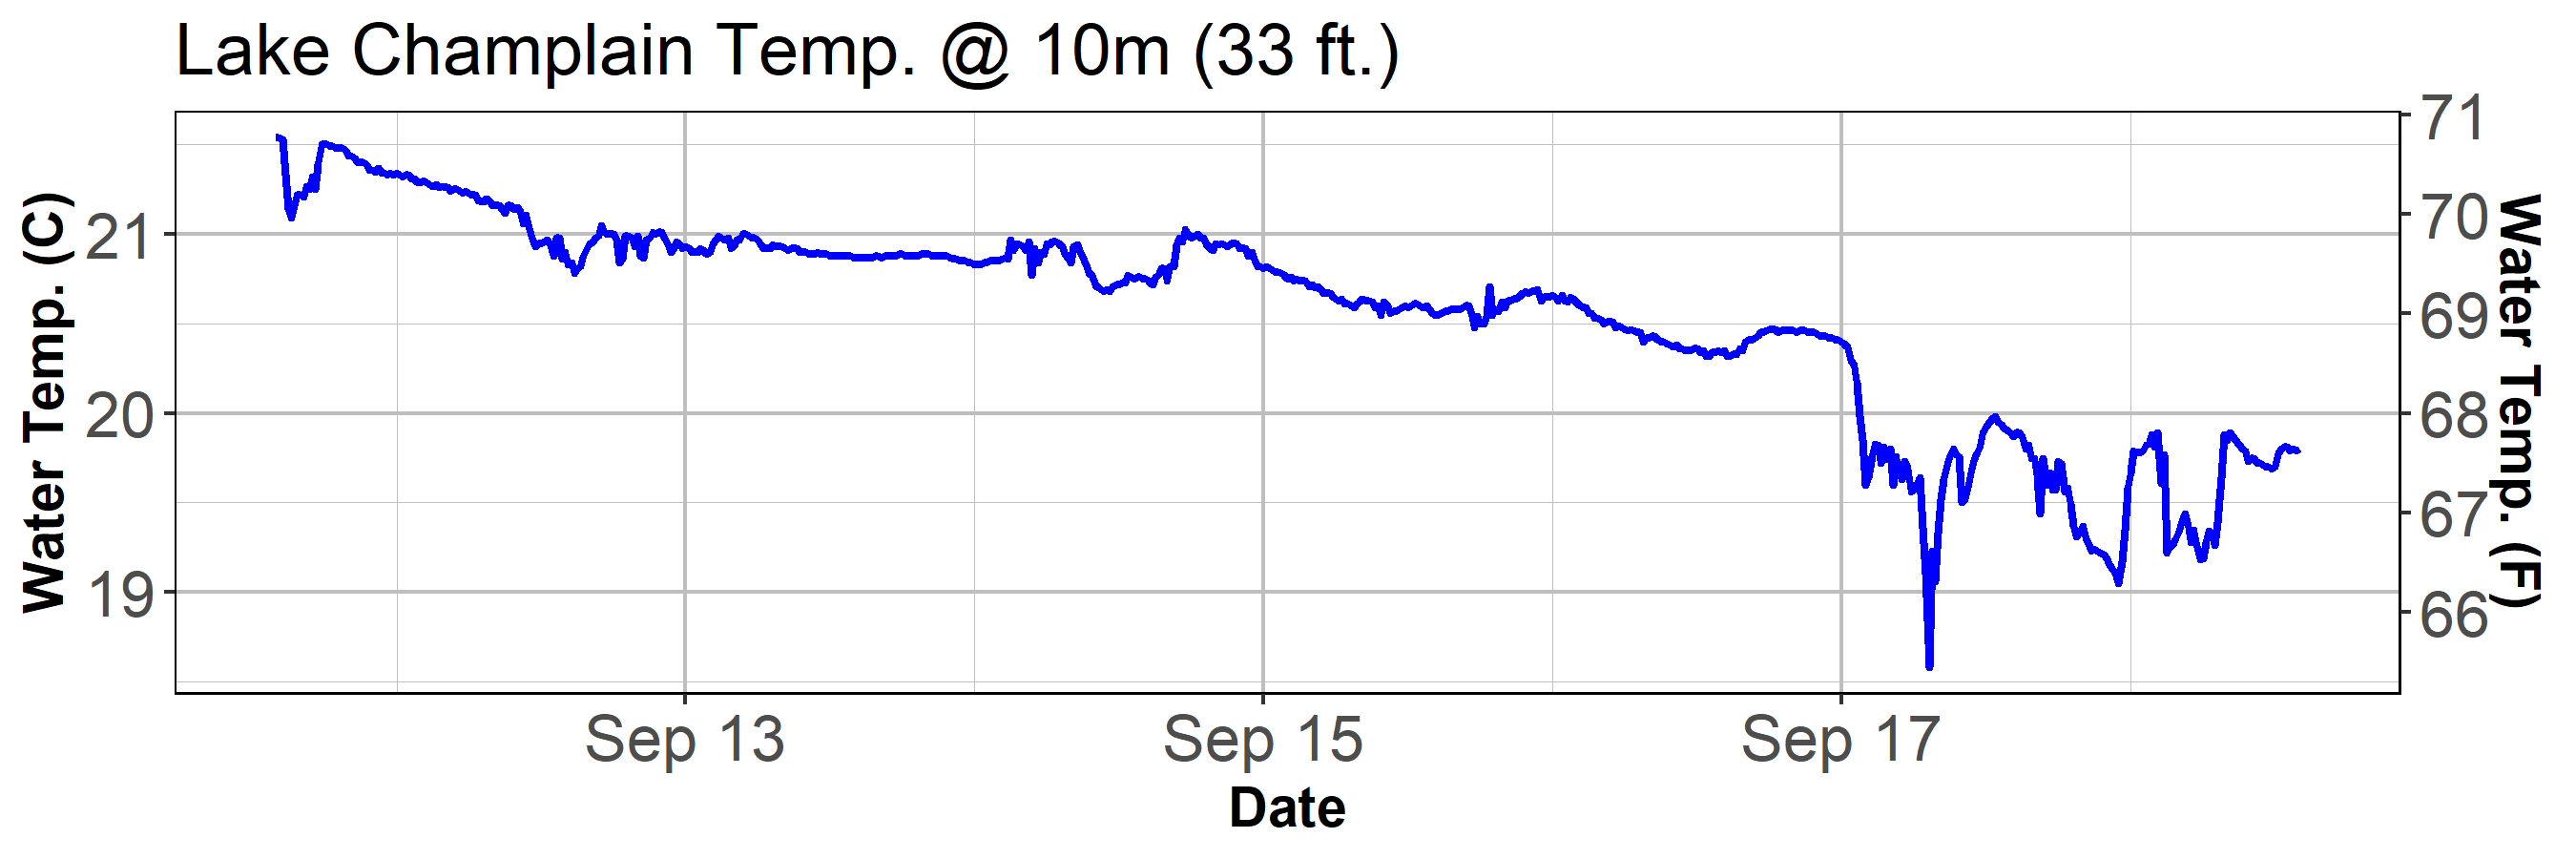 Lake Champlain Temp. @ 10m (33 ft.)
Water Temp. (C)
21
20
19
71
70
69
68
67
66
Water Temp. (F)
Sep 13
Sep 15
Sep 17
Date